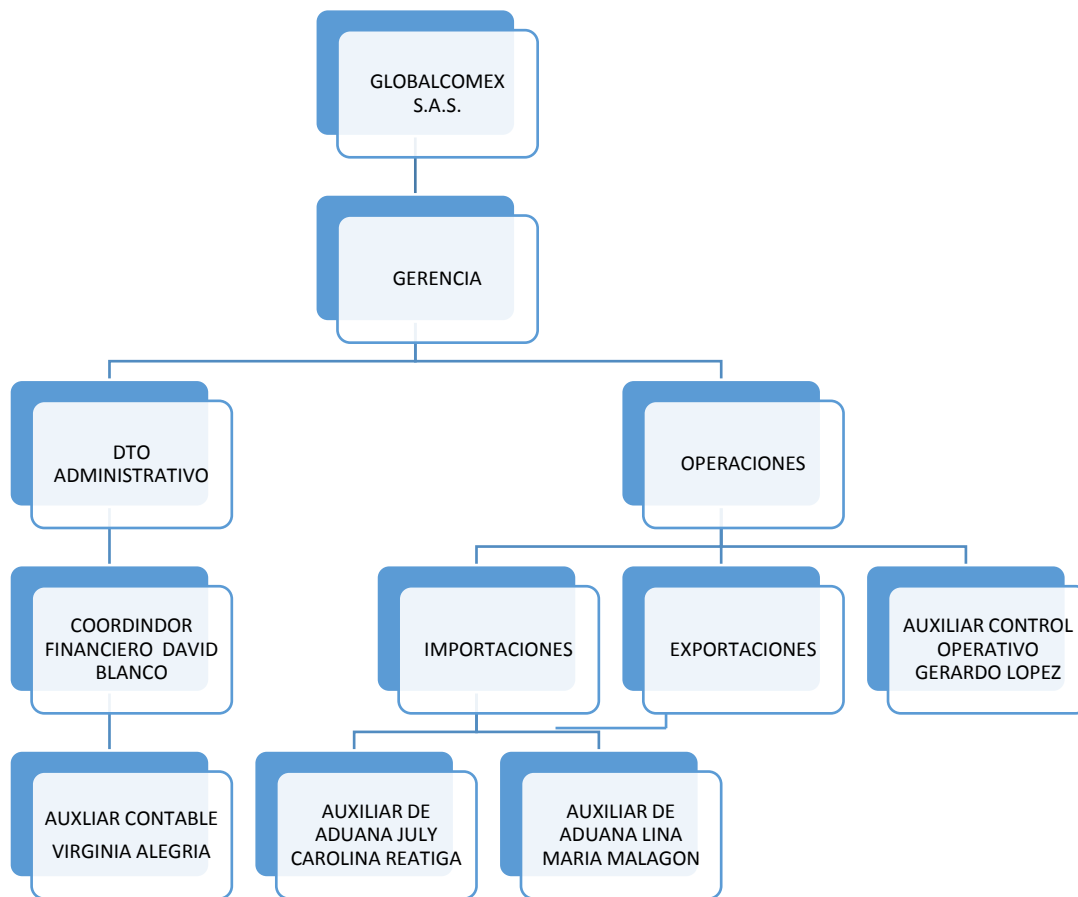 GLOBALCOMEX
S.A.S.
GERENCIA
DTO
ADMINISTRATIVO
OPERACIONES
COORDINDOR
FINANCIERO DAVID
BLANCO
IMPORTACIONES
EXPORTACIONES
AUXILIAR CONTROL
OPERATIVO
GERARDO LOPEZ
AUXLIAR CONTABLE
VIRGINIA ALEGRIA
AUXILIAR DE
ADUANA JULY
CAROLINA REATIGA
AUXILIAR DE
ADUANA LINA
MARIA MALAGON